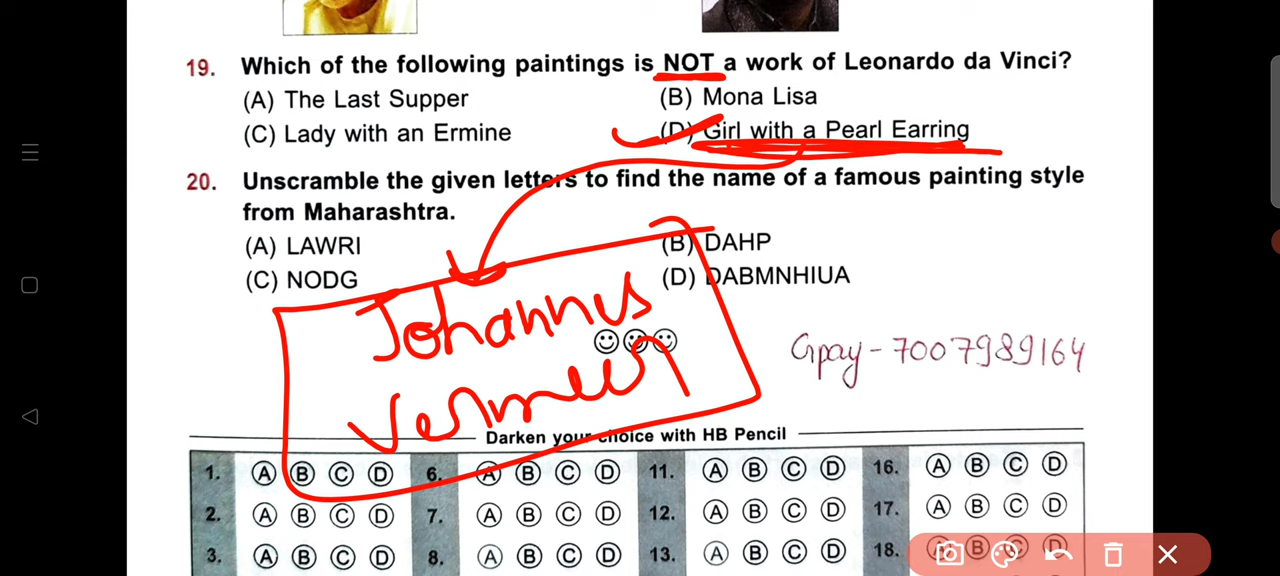 19. Which of the following paintings is NOT a work of Leonardo da Vinci?
(A) The Last Supper (B) Mona Lisa
(C) Lady with an Ermine (D) Girl with a Pearl Earring
20. Unscramble the given letters to find the name of a famous painting style
from Maharashtra.
(A) LAWRI (B) DAHP
(C) NODG (D) DABMNHIUA
Johannus
Vermeer
Gpay - 7007989164
Darken your choice with HB Pencil
1. A B C D 6. A B C D 11. A B C D 16. A B C D
2. A B C D 7. A B C D 12. A B C D 17. A B C D
3. A B C D 8. A B C D 13. A B C D 18. A B C D